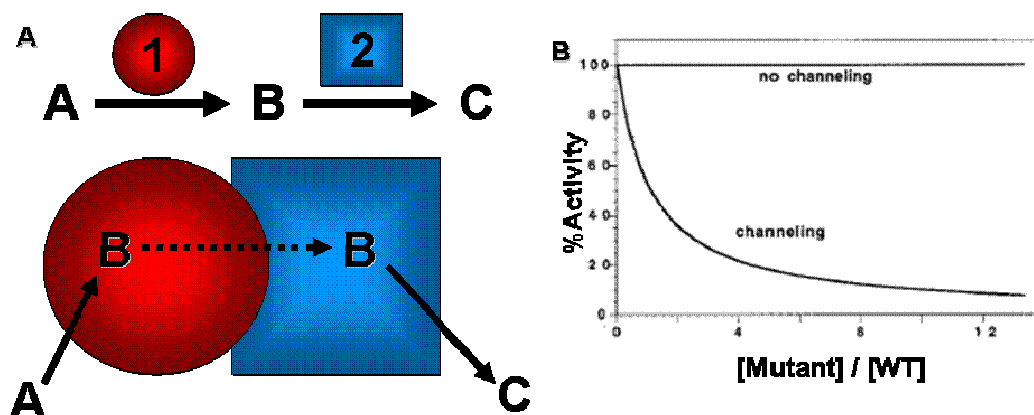 A
1
2
A B C
B B
A
C
B
100
80
60
40
20
0
no channeling
channeling
%Activity
0 4 8 12
[Mutant] / [WT]